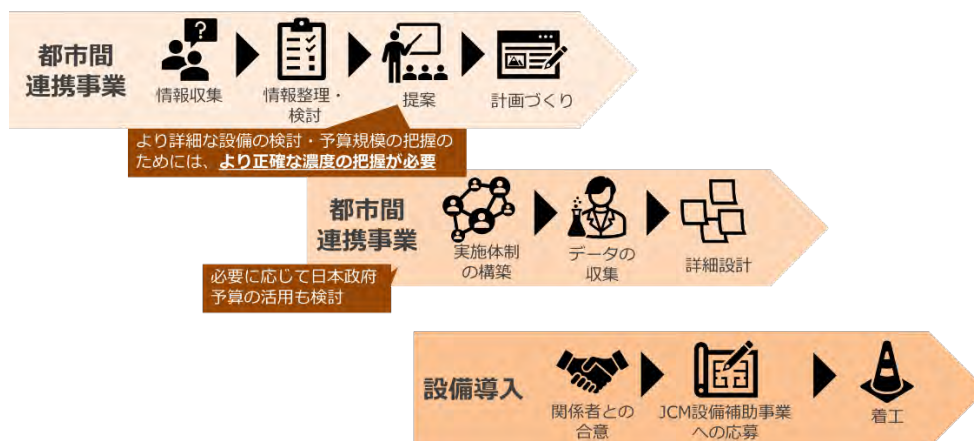 都市間
連携事業
?
情報収集
情報整理・
検討
提案
計画づくり
より詳細な設備の検討・予算規模の把握の
ためには、より正確な濃度の把握が必要
都市間
連携事業
実施体制
の構築
データの
収集
詳細設計
必要に応じて日本政府
予算の活用も検討
設備導入
関係者との
合意
JCM設備補助事業
への応募
着工